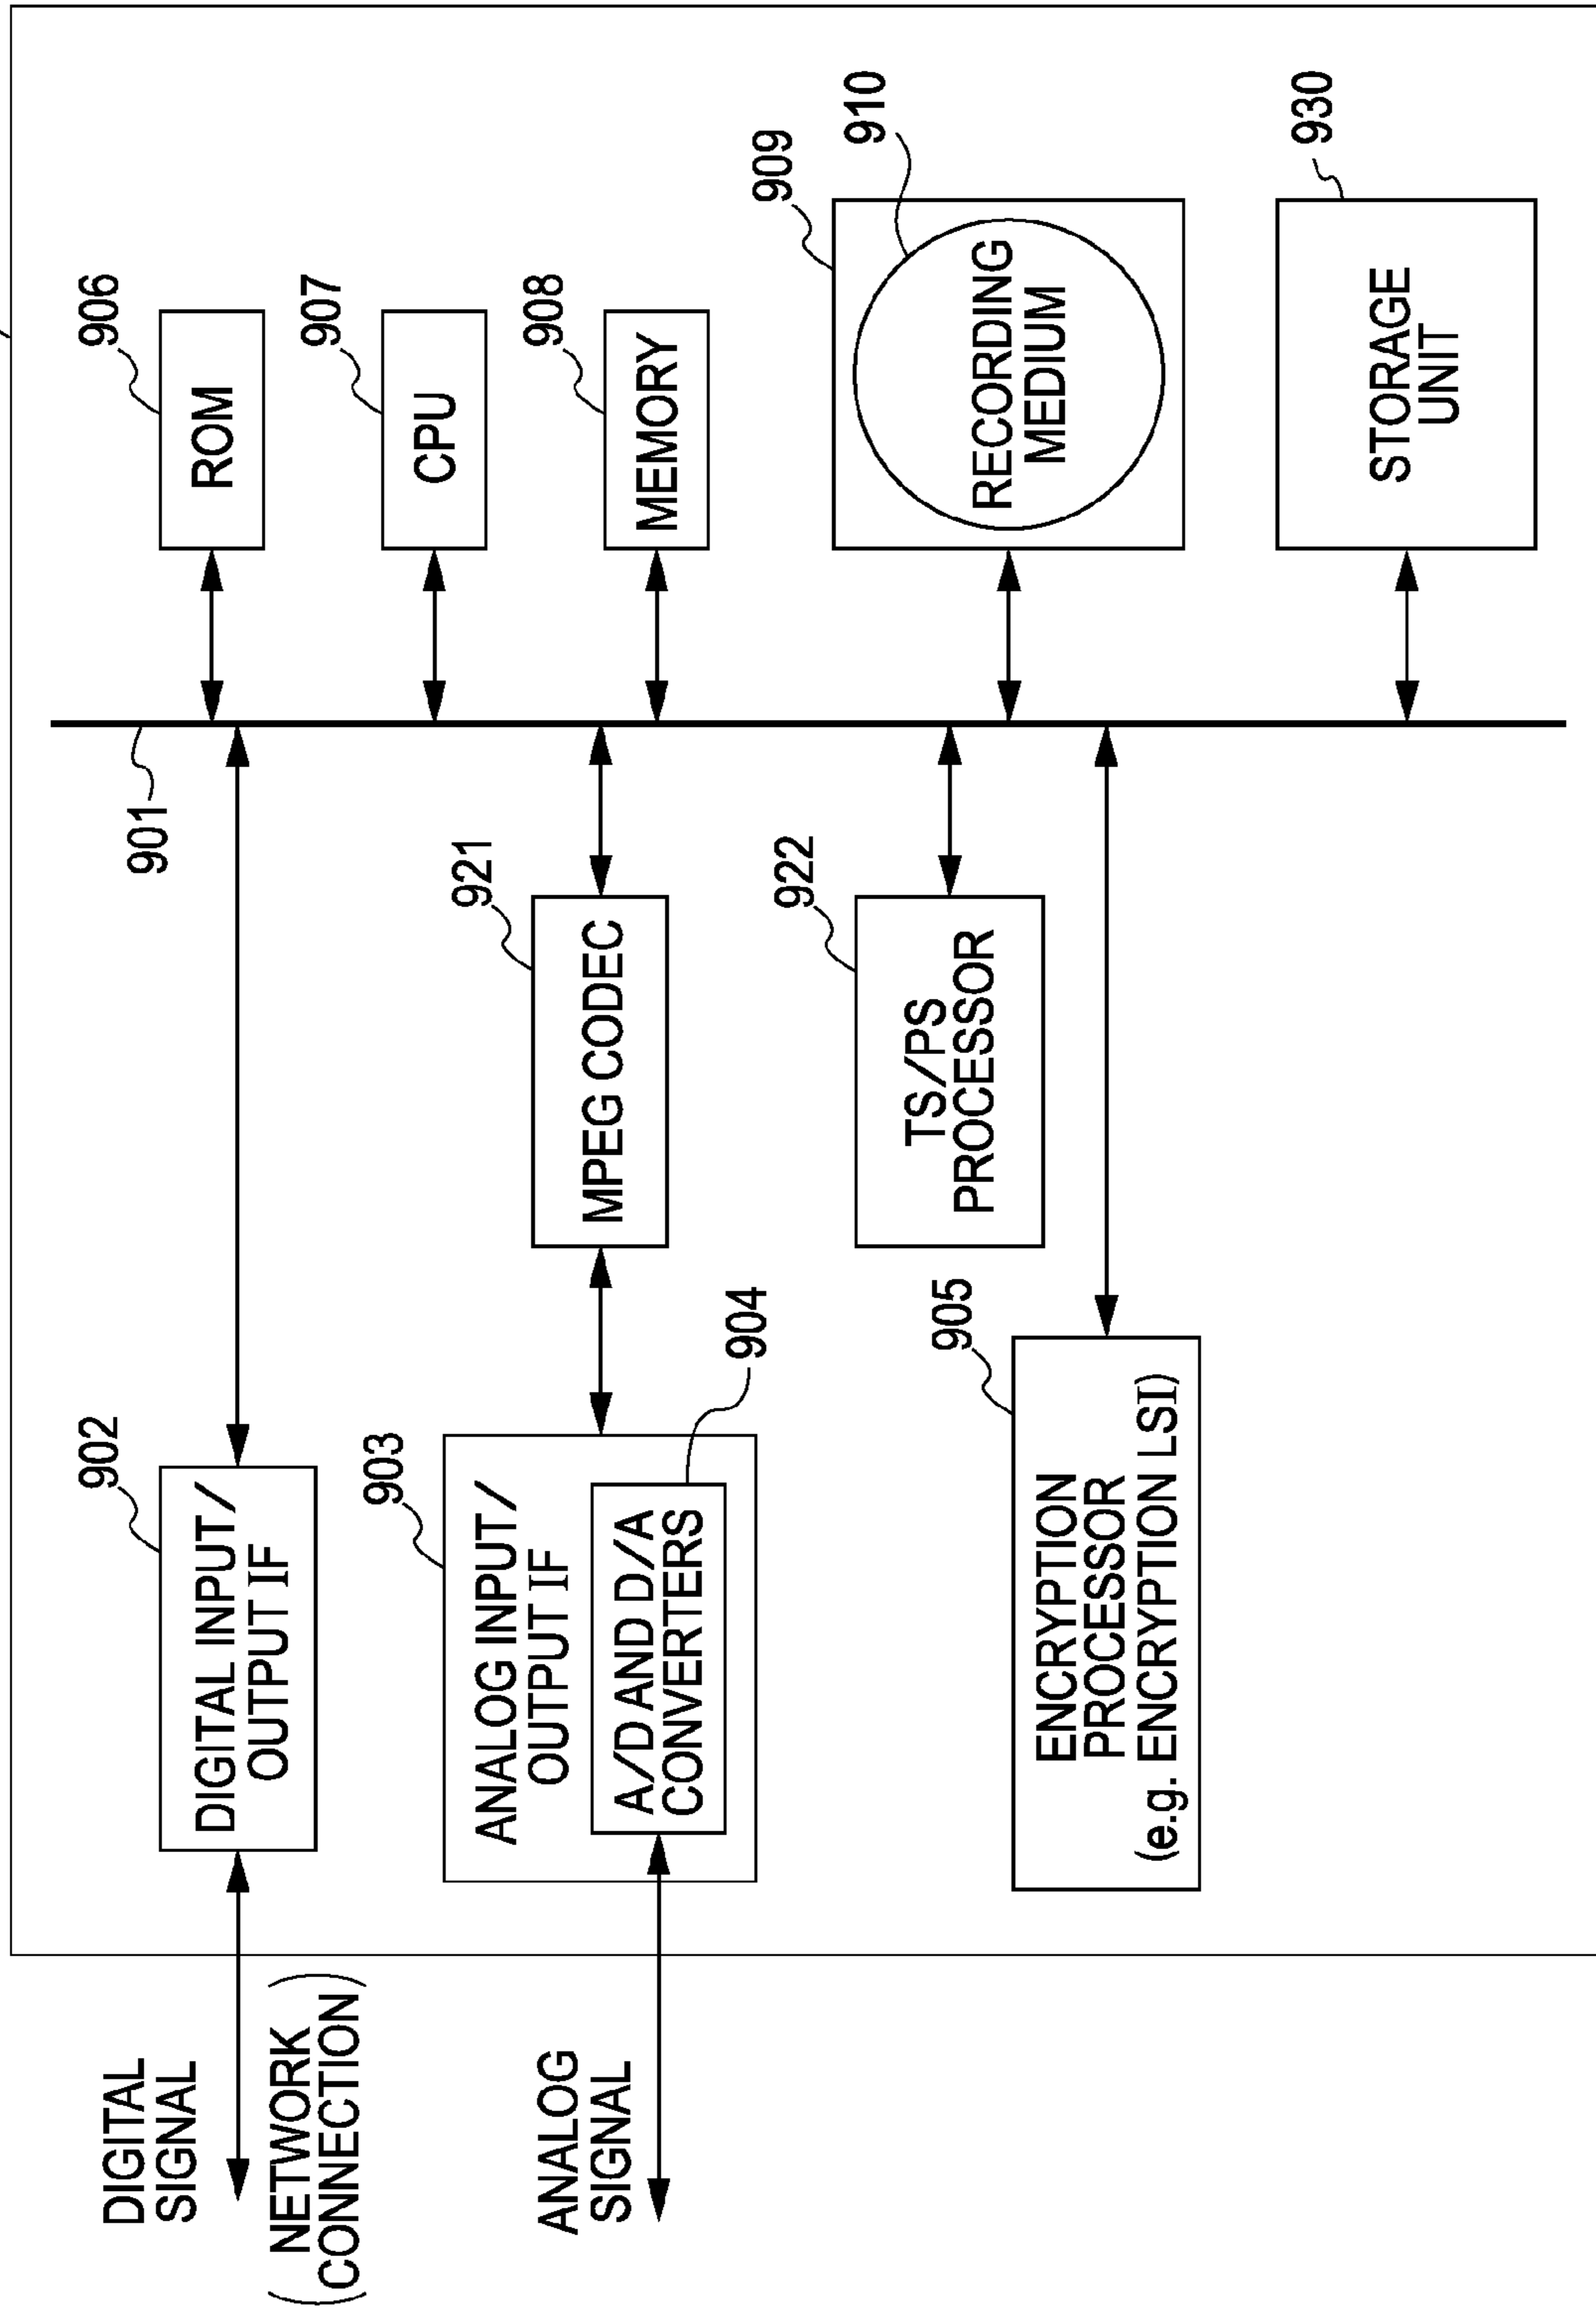 DIGITAL
SIGNAL
(NETWORK
CONNECTION)
ANALOG
SIGNAL
902
DIGITAL INPUT/
OUTPUT IF
903
ANALOG INPUT/
OUTPUT IF
A/D AND D/A
CONVERTERS
904
905
ENCRYPTION
PROCESSOR
(e.g. ENCRYPTION LSI)
921
MPEG CODEC
922
TS/PS
PROCESSOR
901
906
ROM
907
CPU
908
MEMORY
909
910
RECORDING
MEDIUM
930
STORAGE
UNIT